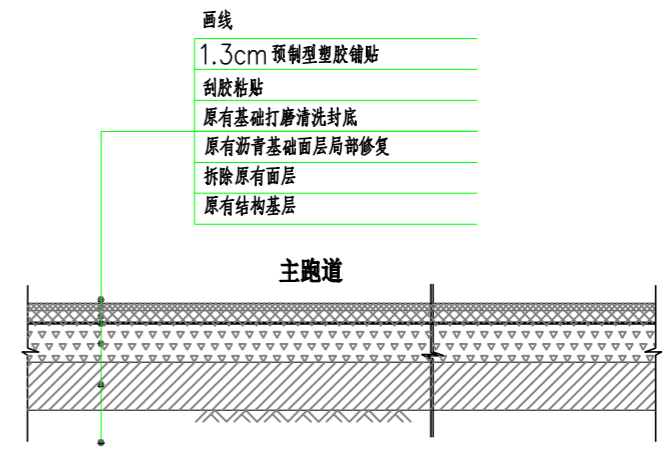 画线
1.3cm 预制型塑胶铺贴
刮胶粘贴
原有基础打磨清洗封底
原有沥青基础面层局部修复
拆除原有面层
原有结构基层
主跑道